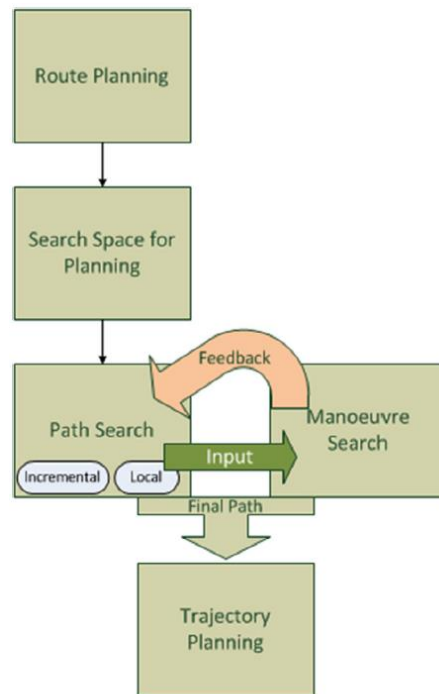 Route Planning
Search Space for
Planning
Feedback
Path Search
Manoeuvre
Search
Input
Incremental
Local
Final Path
Trajectory
Planning